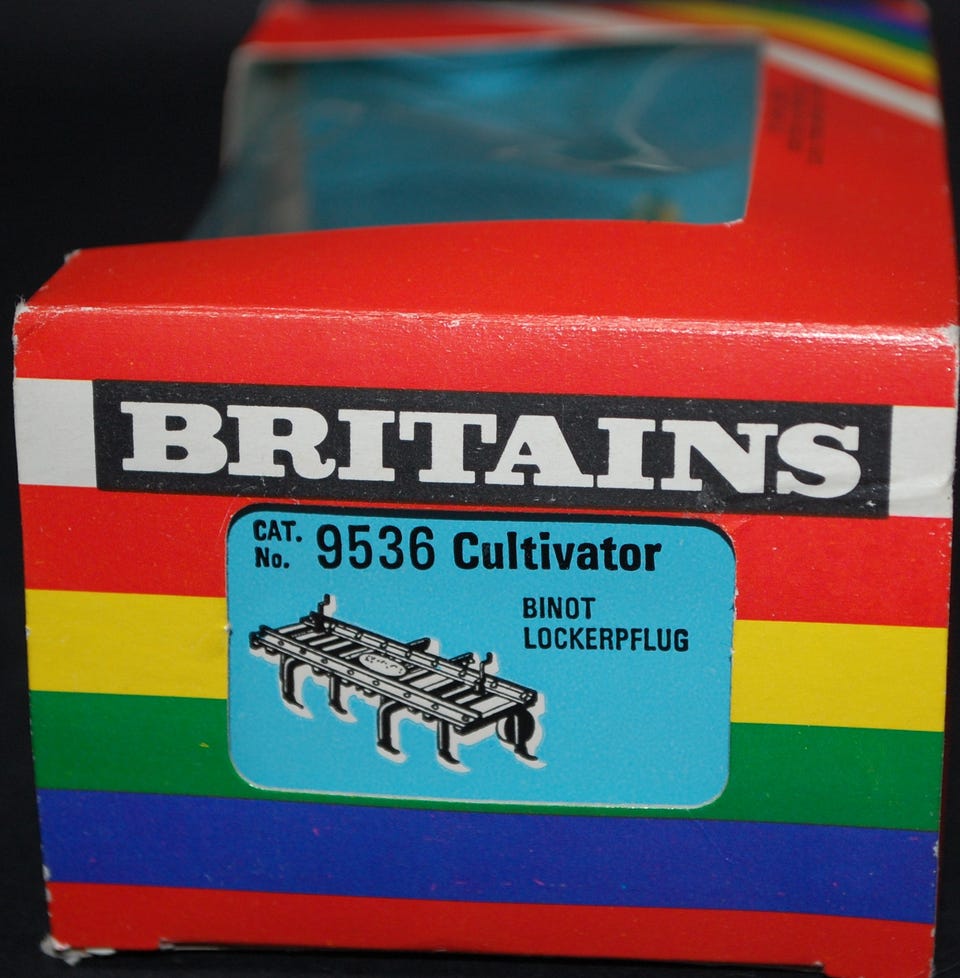 BRITAINS
CAT.
No. 9536 Cultivator
BINOT
LOCKERPFLUG